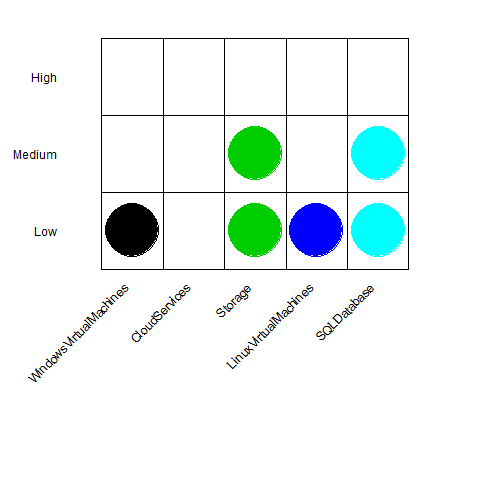 High
Medium
Low
WindowsVirtualMachines
CloudServices
Storage
LinuxVirtualMachines
SQLDatabase